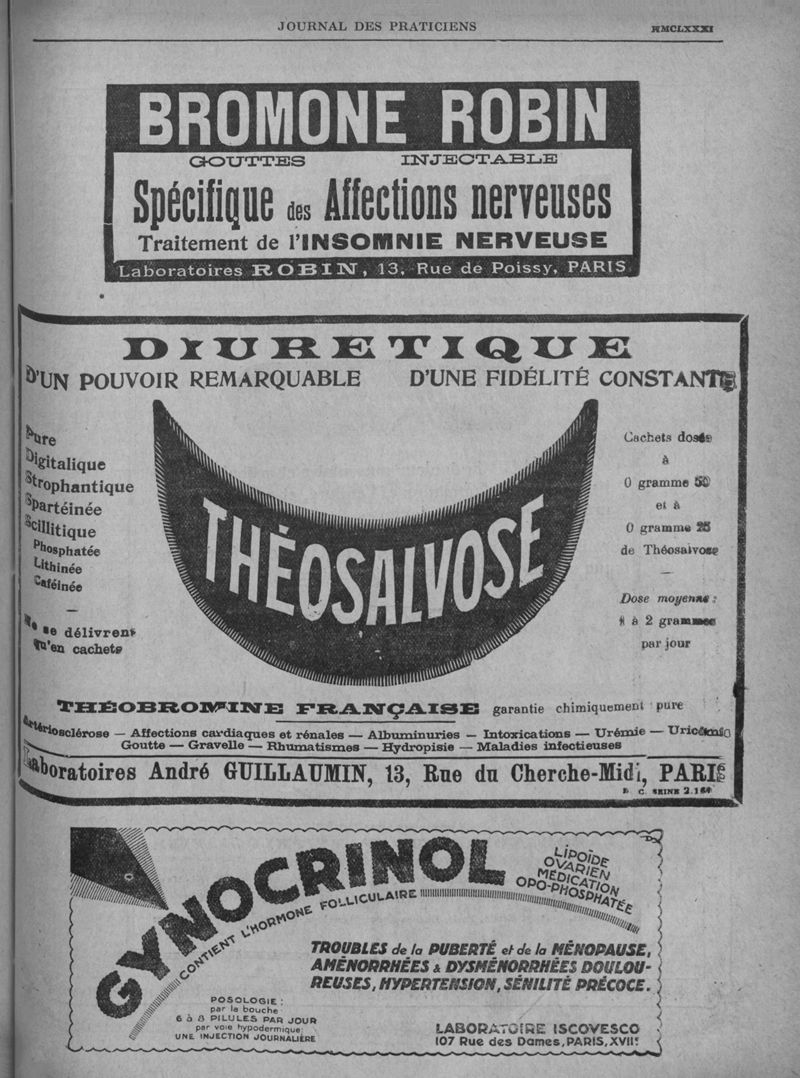 JOURNAL DES PRATICIENS
MMCLXXXI
BROMONE ROBIN
GOUTTES INJECTABLE
Spécifique des Affections nerveuses
Traitement de l'INSOMNIE NERVEUSE
Laboratoires ROBIN, 13, Rue de Poissy, PARIS
DIURETIQUE
D'UN POUVOIR REMARQUABLE D'UNE FIDÉLITÉ CONSTANTE
Pure
Digitalique
Strophantique
Spartéinée
Scillitique
Phosphatée
Lithinée
Caféinée
—
Ne se délivrent
qu'en cachets
THÉOSALVOSE
Cachets dosés
à
0 gramme 50
et à
0 gramme 25
de Théosalvose
—
Dose moyenne :
1 à 2 grammes
par jour
THÉOBROMINE FRANÇAISE garantie chimiquement pure
Artériosclérose — Affections cardiaques et rénales — Albuminuries — Intoxications — Urémie — Uricémie
Goutte — Gravelle — Rhumatismes — Hydropisie — Maladies infectieuses
Laboratoires André GUILLAUMIN, 13, Rue du Cherche-Midi, PARIS
C. SEINE
GYNOCRINOL
CONTIENT L'HORMONE FOLLICULAIRE
LIPOÏDE
OVARIEN
MÉDICATION
OPO-PHOSPHATÉE
TROUBLES de la PUBERTÉ et de la MÉNOPAUSE,
AMÉNORRHÉES & DYSMÉNORRHÉES DOULOU-
REUSES, HYPERTENSION, SÉNILITÉ PRÉCOCE.
POSOLOGIE :
par la bouche
6 à 8 PILULES PAR JOUR
par voie hypodermique:
UNE INJECTION JOURNALIÈRE
LABORATOIRE ISCOVESCO
107 Rue des Dames, PARIS, XVIIe